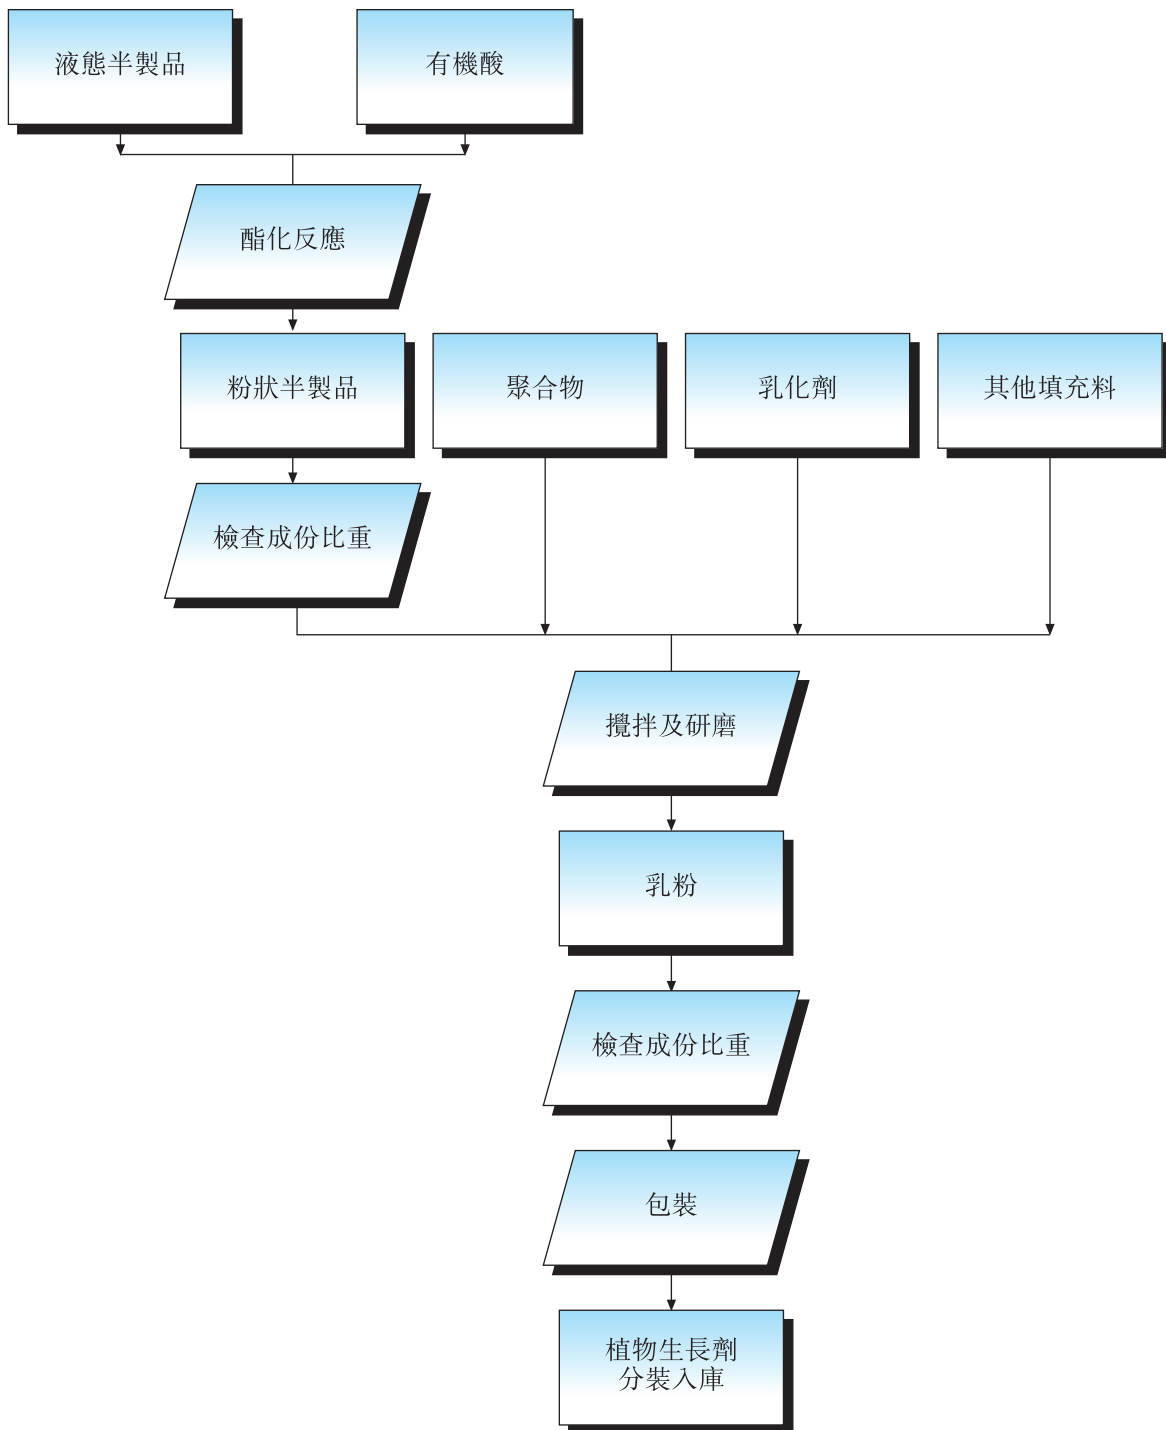 液態半製品
有機酸
酯化反應
粉狀半製品
聚合物
乳化劑
其他填充料
檢查成份比重
攪拌及研磨
乳粉
檢查成份比重
包裝
植物生長劑
分裝入庫